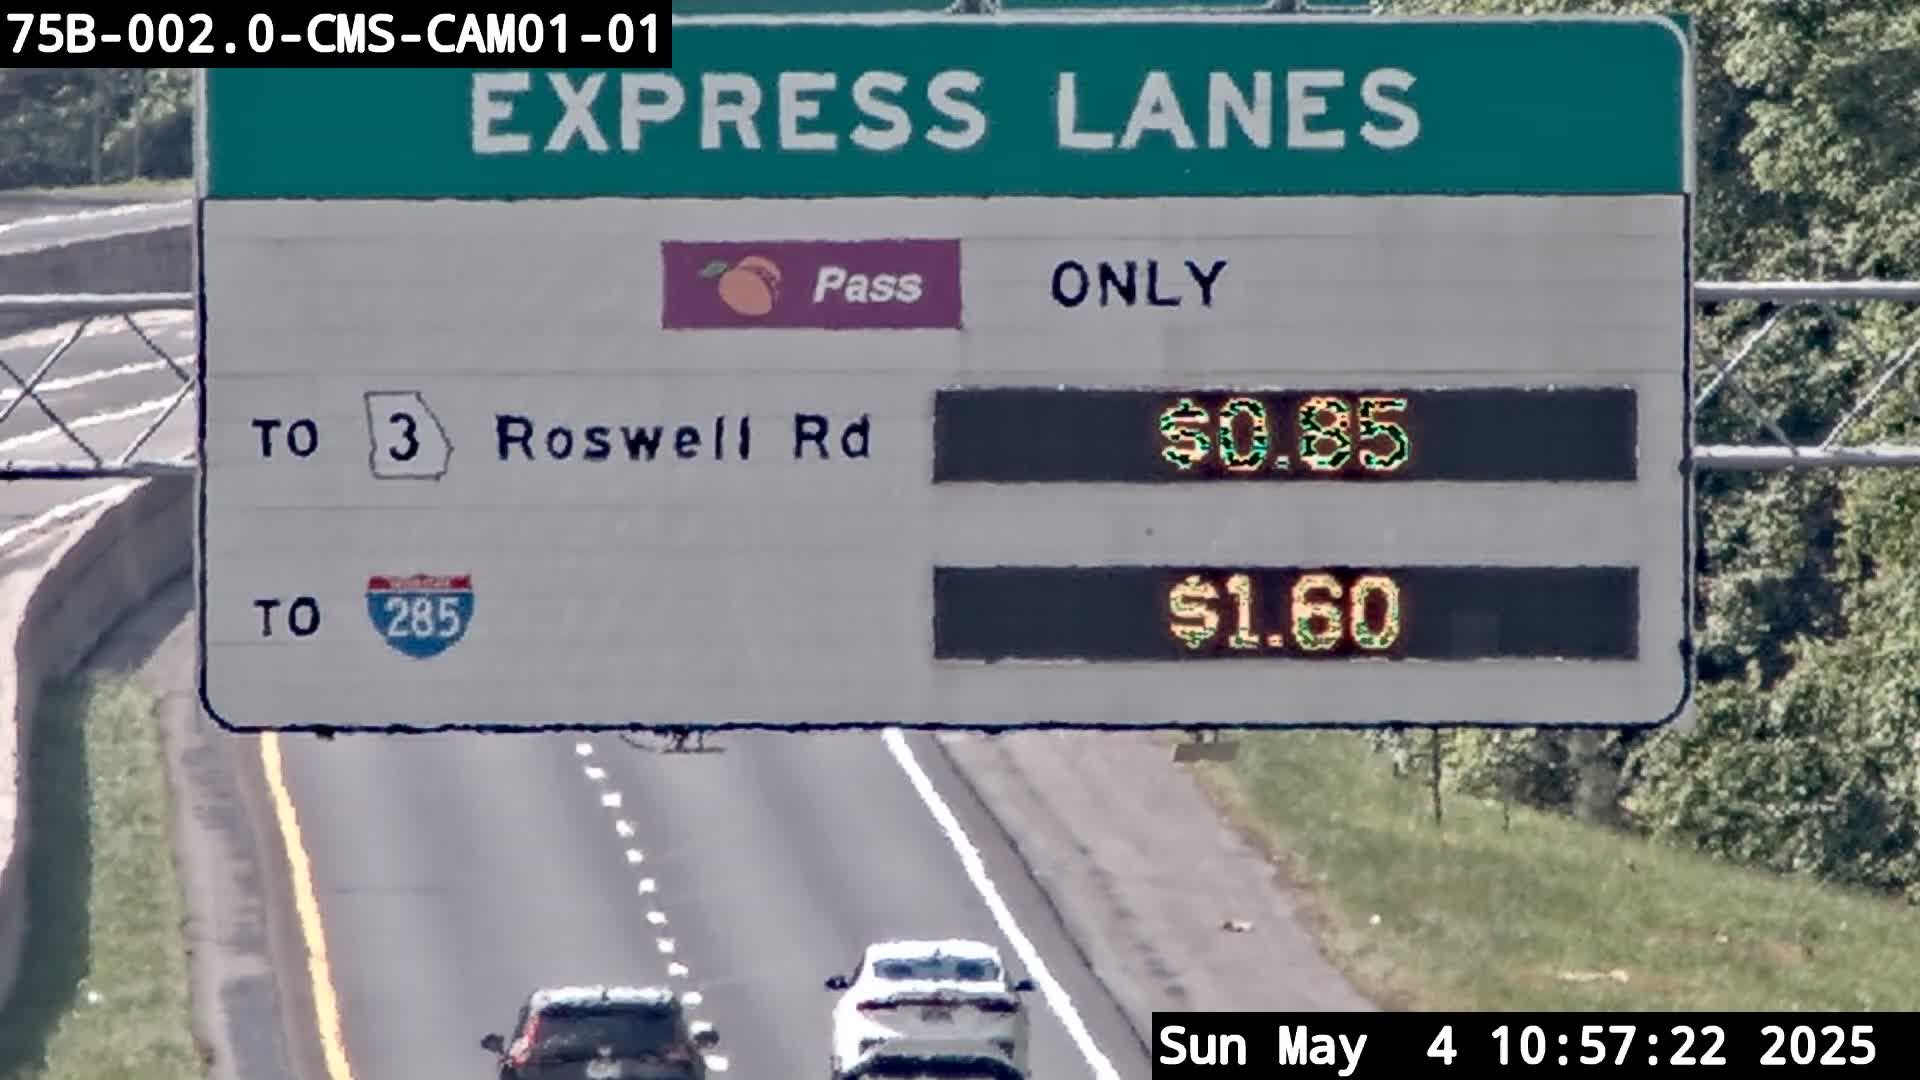 75B-002.0-CMS-CAM01-01
EXPRESS LANES
Pass ONLY
TO 3 Roswell Rd $0.85
TO 285 $1.60
Sun May 4 10:57:22 2025